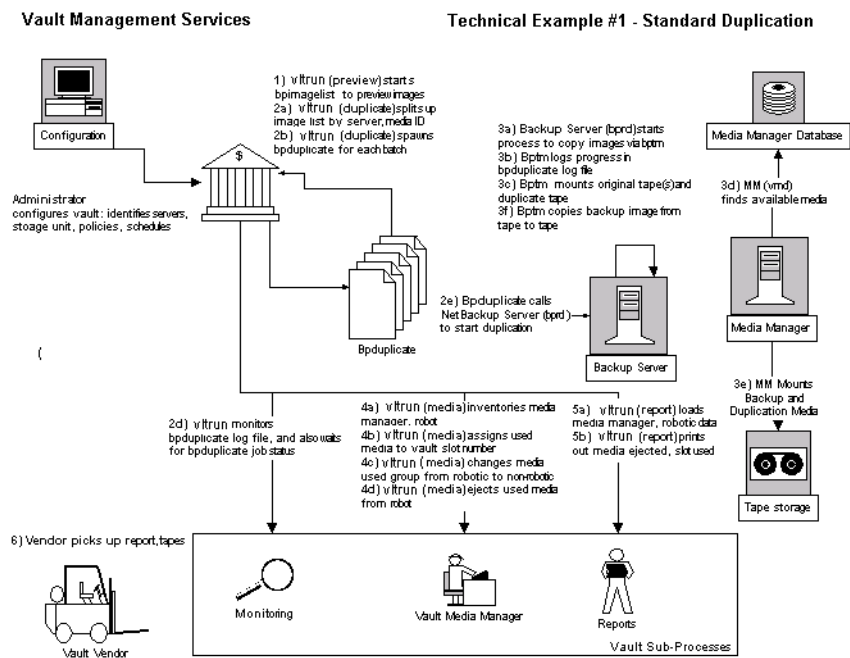 Vault Management Services
Technical Example #1 - Standard Duplication
Configuration
Administrator
configures vault: identifies servers,
stoage unit, policies, schedules
$
1) vltrun (preview) starts
bpimagelist to preview images
2a) vltrun (duplicate) splits up
image list by server, media ID
2b) vltrun (duplicate) spawns
bpduplicate for each batch
Bpduplicate
3a) Backup Server (bprd) starts
process to copy images via bptm
3b) Bptm logs progress in
bpduplicate log file
3c) Bptm mounts original tape(s) and
duplicate tape
3f) Bptm copies backup image from
tape to tape
2e) Bpduplicate calls
NetBackup Server (bprd)
to start duplication
Backup Server
Media Manager Database
3d) MM (vmd)
finds available media
Media Manager
3e) MM Mounts
Backup and
Duplication Media
Tape storage
(
2d) vltrun monitors
bpduplicate log file, and also waits
for bpduplicate job status
4a) vltrun (media) inventories media
manager, robot
4b) vltrun (media) assigns used
media to vault slot number
4c) vltrun (media) changes media
used group from robotic to non-robotic
4d) vltrun (media) ejects used media
from robot
5a) vltrun (report) loads
media manager, robotic data
5b) vltrun (report) prints
out media ejected, slot used
6) Vendor picks up report, tapes
Vault Vendor
Monitoring
Vault Media Manager
Reports
Vault Sub-Processes